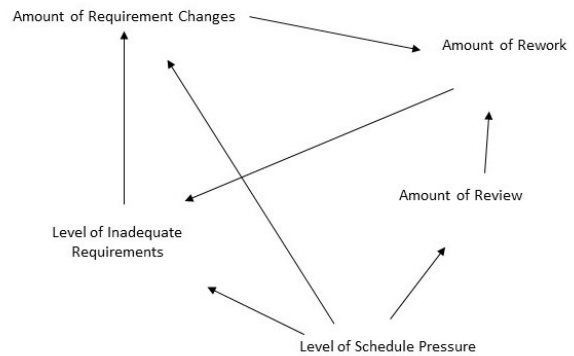 Amount of Requirement Changes
Amount of Rework
Amount of Review
Level of Inadequate
Requirements
Level of Schedule Pressure